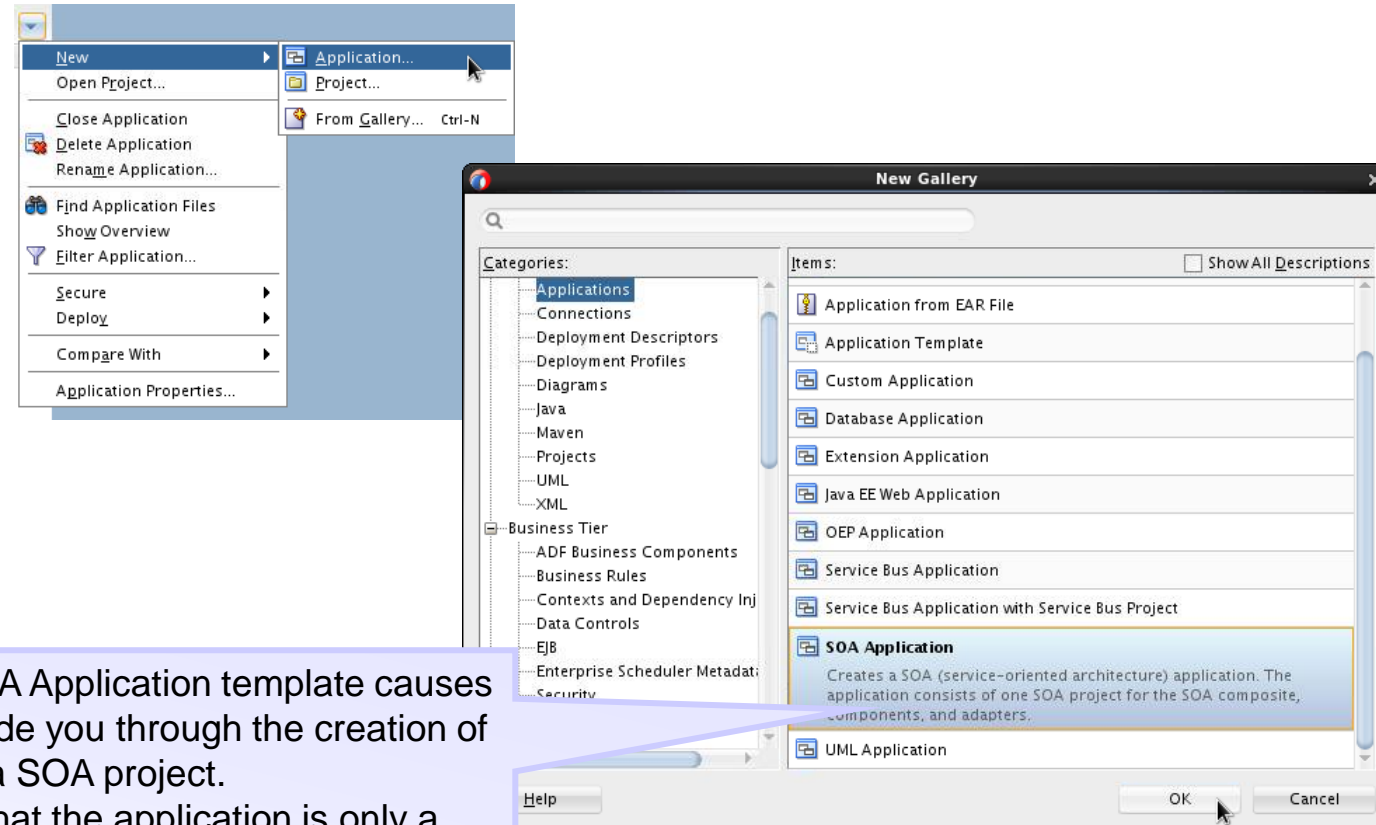 New
Open Project...
Close Application
Delete Application
Rename Application...
Find Application Files
Show Overview
Filter Application...
Secure
Deploy
Compare With
Application Properties...
Application...
Project...
From Gallery... Ctrl-N
New Gallery
Categories:
Applications
Connections
Deployment Descriptors
Deployment Profiles
Diagrams
Java
Maven
Projects
UML
XML
Business Tier
ADF Business Components
Business Rules
Contexts and Dependency Inj
Data Controls
EJB
Enterprise Scheduler Metadat
Security
Items:
Show All Descriptions
Application from EAR File
Application Template
Custom Application
Database Application
Extension Application
Java EE Web Application
OEP Application
Service Bus Application
Service Bus Application with Service Bus Project
SOA Application
Creates a SOA (service-oriented architecture) application. The
application consists of one SOA project for the SOA composite,
components, and adapters.
UML Application
Help
OK
Cancel
A Application template causes
de you through the creation of
a SOA project.
hat the application is only a